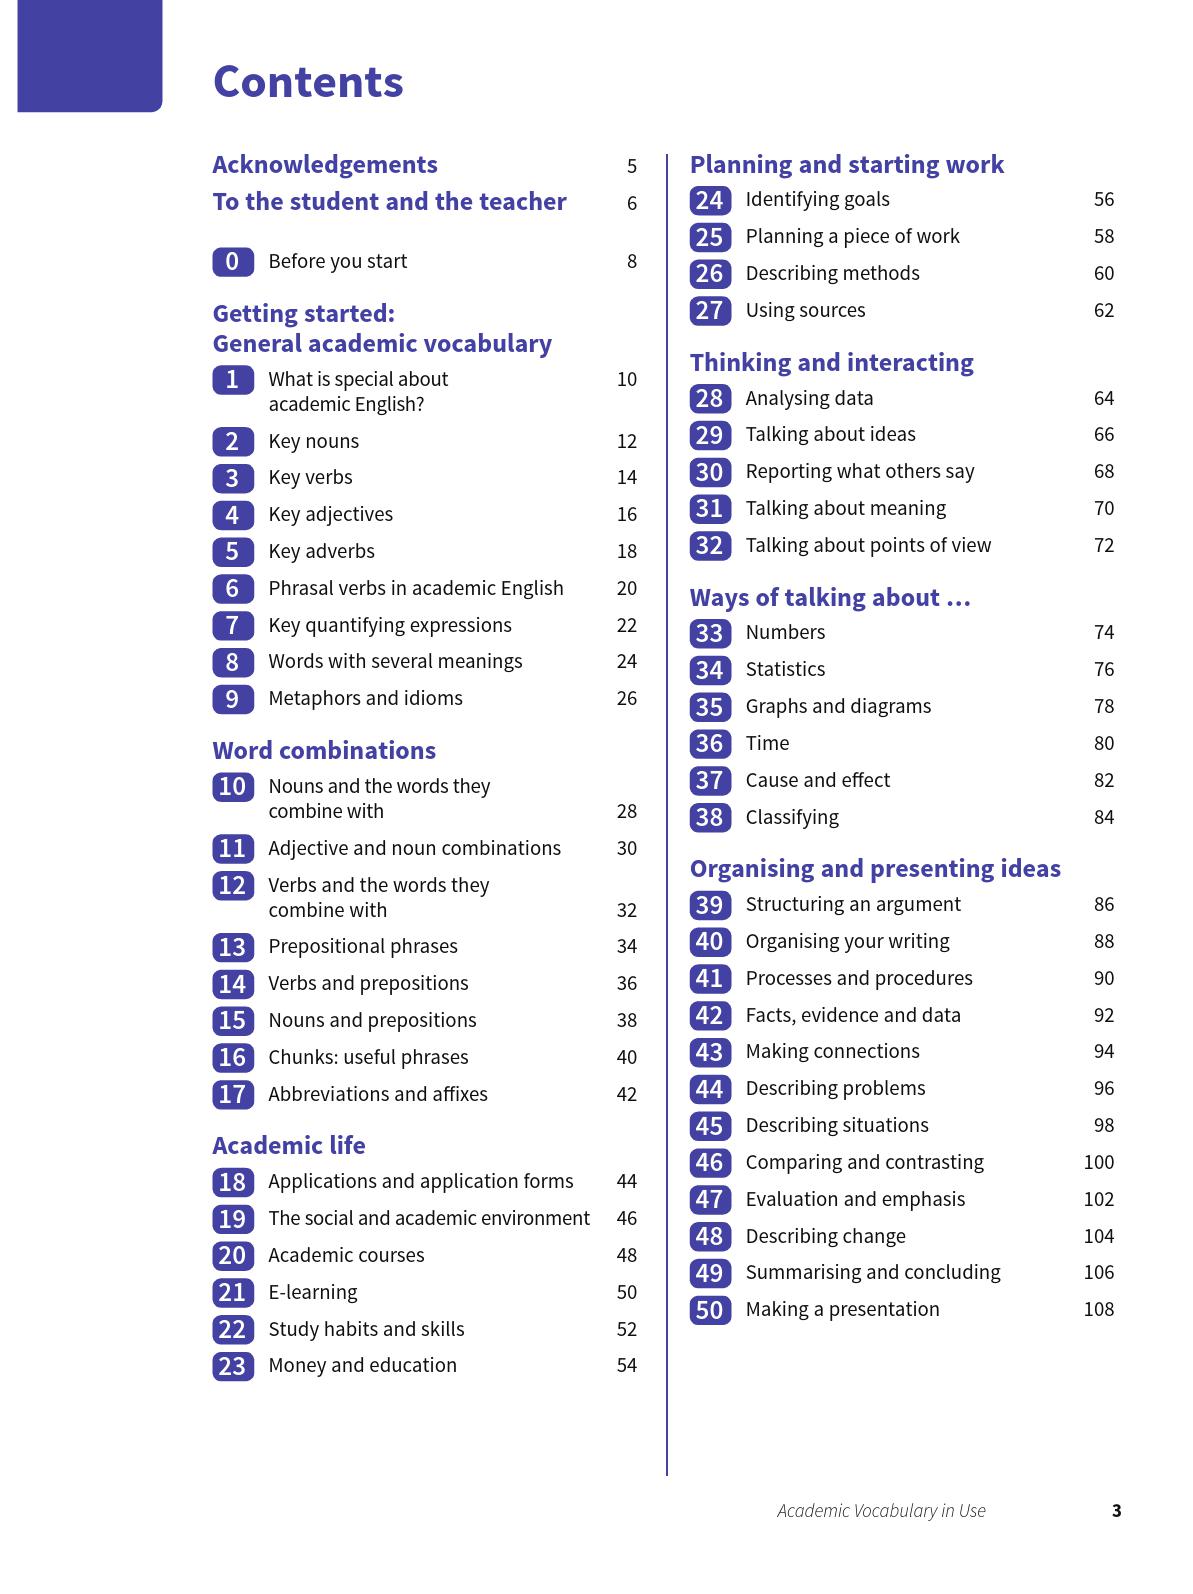 Contents
Acknowledgements 5
To the student and the teacher 6
0 Before you start 8
Getting started:
General academic vocabulary
1 What is special about 10
academic English?
2 Key nouns 12
3 Key verbs 14
4 Key adjectives 16
5 Key adverbs 18
6 Phrasal verbs in academic English 20
7 Key quantifying expressions 22
8 Words with several meanings 24
9 Metaphors and idioms 26
Word combinations
10 Nouns and the words they
combine with 28
11 Adjective and noun combinations 30
12 Verbs and the words they
combine with 32
13 Prepositional phrases 34
14 Verbs and prepositions 36
15 Nouns and prepositions 38
16 Chunks: useful phrases 40
17 Abbreviations and affixes 42
Academic life
18 Applications and application forms 44
19 The social and academic environment 46
20 Academic courses 48
21 E-learning 50
22 Study habits and skills 52
23 Money and education 54
Planning and starting work
24 Identifying goals 56
25 Planning a piece of work 58
26 Describing methods 60
27 Using sources 62
Thinking and interacting
28 Analysing data 64
29 Talking about ideas 66
30 Reporting what others say 68
31 Talking about meaning 70
32 Talking about points of view 72
Ways of talking about …
33 Numbers 74
34 Statistics 76
35 Graphs and diagrams 78
36 Time 80
37 Cause and effect 82
38 Classifying 84
Organising and presenting ideas
39 Structuring an argument 86
40 Organising your writing 88
41 Processes and procedures 90
42 Facts, evidence and data 92
43 Making connections 94
44 Describing problems 96
45 Describing situations 98
46 Comparing and contrasting 100
47 Evaluation and emphasis 102
48 Describing change 104
49 Summarising and concluding 106
50 Making a presentation 108
Academic Vocabulary in Use 3